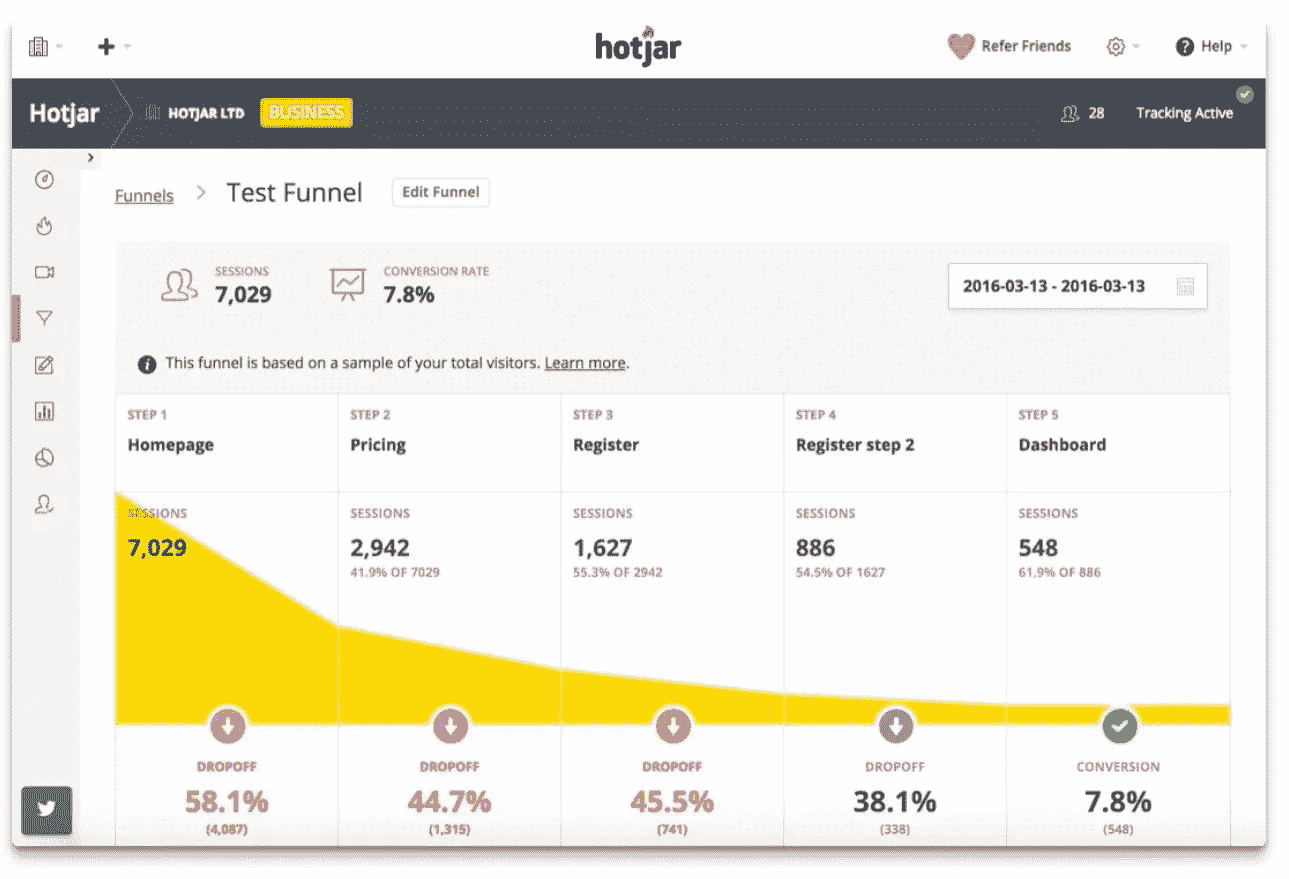 hotjar
Refer Friends
Help
Hotjar
HOTJAR LTD
BUSINESS
28
Tracking Active
Funnels
Test Funnel
Edit Funnel
SESSIONS
7,029
CONVERSION RATE
7.8%
2016-03-13 - 2016-03-13
This funnel is based on a sample of your total visitors. Learn more.
STEP 1
Homepage
STEP 2
Pricing
STEP 3
Register
STEP 4
Register step 2
STEP 5
Dashboard
SESSIONS
7,029
SESSIONS
2,942
41.9% OF 7029
SESSIONS
1,627
55.3% OF 2942
SESSIONS
886
54.5% OF 1627
SESSIONS
548
61.9% OF 886
DROPOFF
58.1%
(4,087)
DROPOFF
44.7%
(1,315)
DROPOFF
45.5%
(741)
DROPOFF
38.1%
(338)
CONVERSION
7.8%
(548)